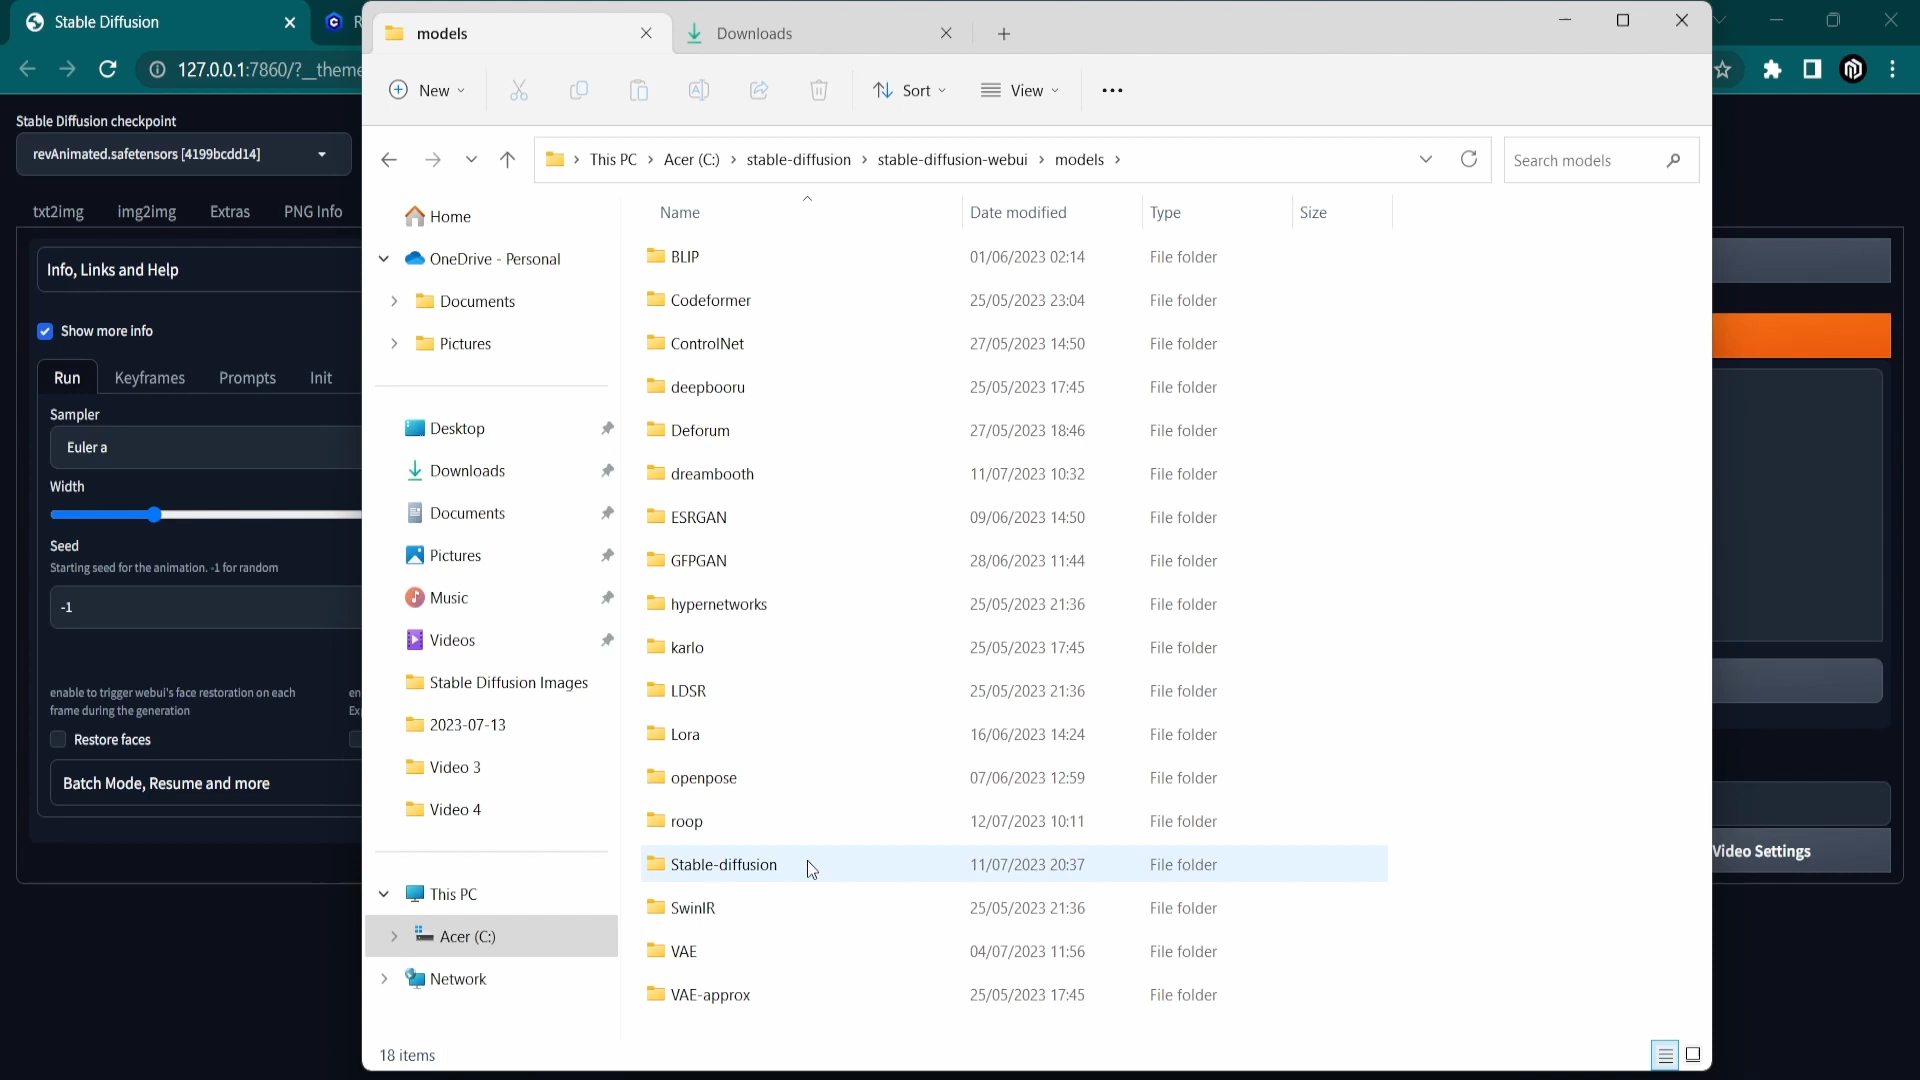 Stable Diffusion
R
models
Downloads
127.0.0.1:7860/?__theme
New
Sort
View
Stable Diffusion checkpoint
revAnimated.safetensors [4199bcdd14]
This PC
Acer (C:)
stable-diffusion
stable-diffusion-webui
models
Search models
txt2img
img2img
Extras
PNG Info
Info, Links and Help
Show more info
Run
Keyframes
Prompts
Init
Sampler
Euler a
Width
Seed
Starting seed for the animation. -1 for random
-1
enable to trigger webui's face restoration on each
frame during the generation
en
Ex
Restore faces
Batch Mode, Resume and more
Home
OneDrive - Personal
Documents
Pictures
Desktop
Downloads
Documents
Pictures
Music
Videos
Stable Diffusion Images
2023-07-13
Video 3
Video 4
This PC
Acer (C:)
Network
Name Date modified Type Size
BLIP 01/06/2023 02:14 File folder
Codeformer 25/05/2023 23:04 File folder
ControlNet 27/05/2023 14:50 File folder
deepbooru 25/05/2023 17:45 File folder
Deforum 27/05/2023 18:46 File folder
dreambooth 11/07/2023 10:32 File folder
ESRGAN 09/06/2023 14:50 File folder
GFPGAN 28/06/2023 11:44 File folder
hypernetworks 25/05/2023 21:36 File folder
karlo 25/05/2023 17:45 File folder
LDSR 25/05/2023 21:36 File folder
Lora 16/06/2023 14:24 File folder
openpose 07/06/2023 12:59 File folder
roop 12/07/2023 10:11 File folder
Stable-diffusion 11/07/2023 20:37 File folder
SwinIR 25/05/2023 21:36 File folder
VAE 04/07/2023 11:56 File folder
VAE-approx 25/05/2023 17:45 File folder
Video Settings
18 items